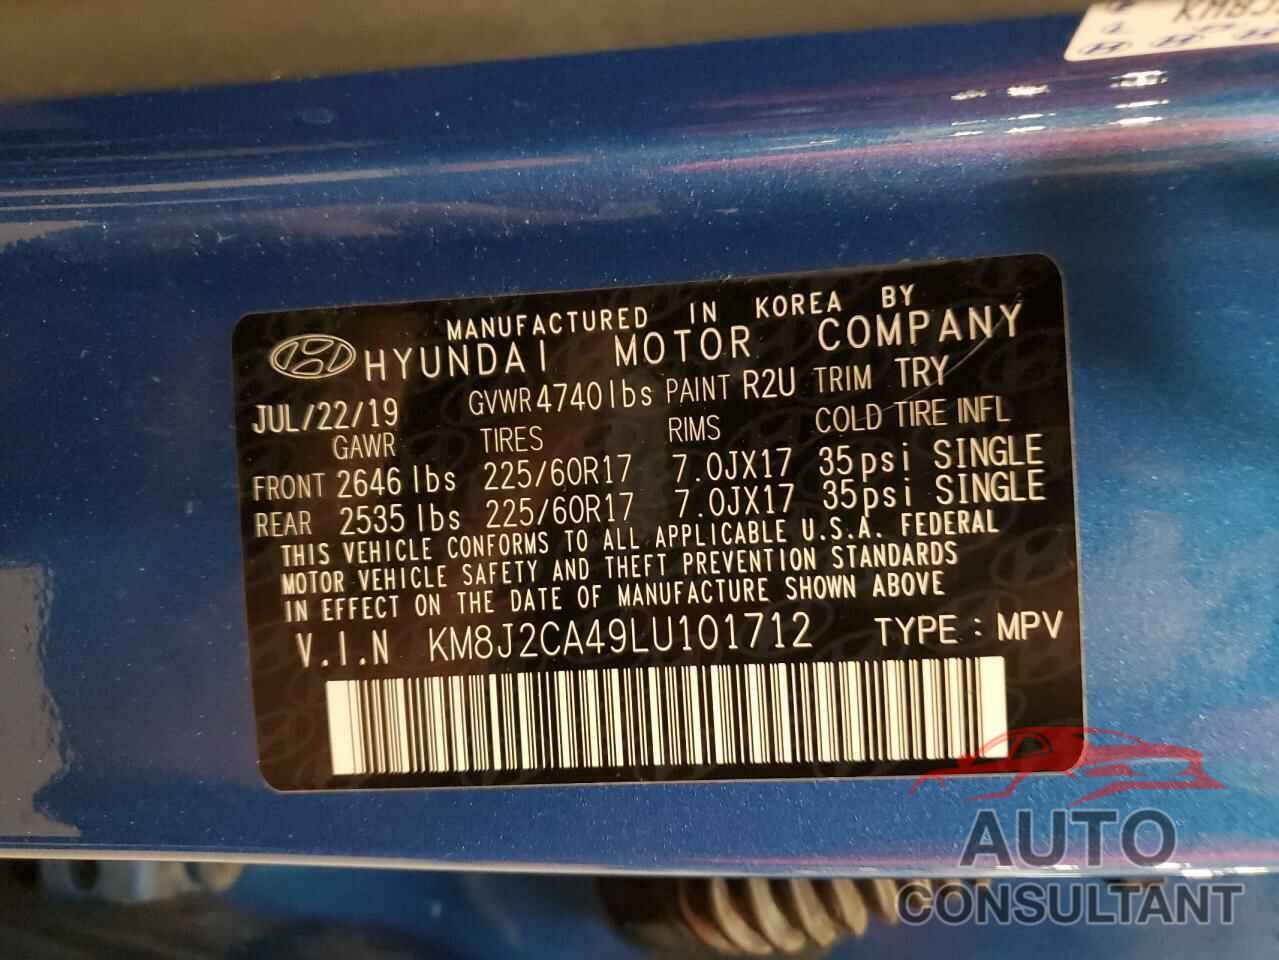 KM8J
MANUFACTURED IN KOREA BY
HYUNDAI MOTOR COMPANY
JUL/22/19 GVWR 4740 lbs PAINT R2U TRIM TRY
GAWR TIRES RIMS COLD TIRE INFL
FRONT 2646 lbs 225/60R17 7.0JX17 35psi SINGLE
REAR 2535 lbs 225/60R17 7.0JX17 35psi SINGLE
THIS VEHICLE CONFORMS TO ALL APPLICABLE U.S.A. FEDERAL
MOTOR VEHICLE SAFETY AND THEFT PREVENTION STANDARDS
IN EFFECT ON THE DATE OF MANUFACTURE SHOWN ABOVE
V.I.N KM8J2CA49LU101712 TYPE : MPV
AUTO
CONSULTANT